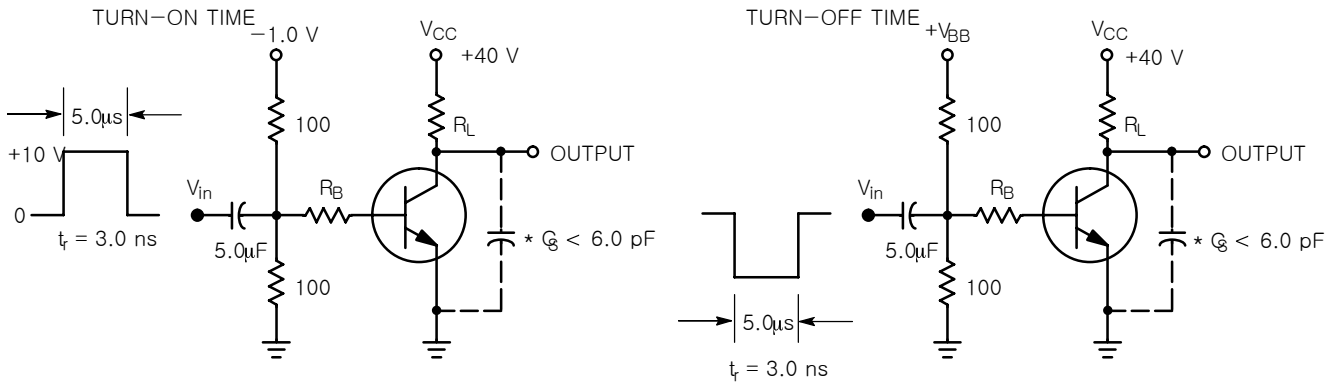 TURN-ON TIME
-1.0 V
VCC
+40 V
5.0µs
100
RL
OUTPUT
+10 V
Vin
RB
0
5.0µF
* CS < 6.0 pF
tr = 3.0 ns
100
TURN-OFF TIME
+VBB
VCC
+40 V
100
RL
OUTPUT
Vin
RB
5.0µF
* CS < 6.0 pF
100
5.0µs
tr = 3.0 ns